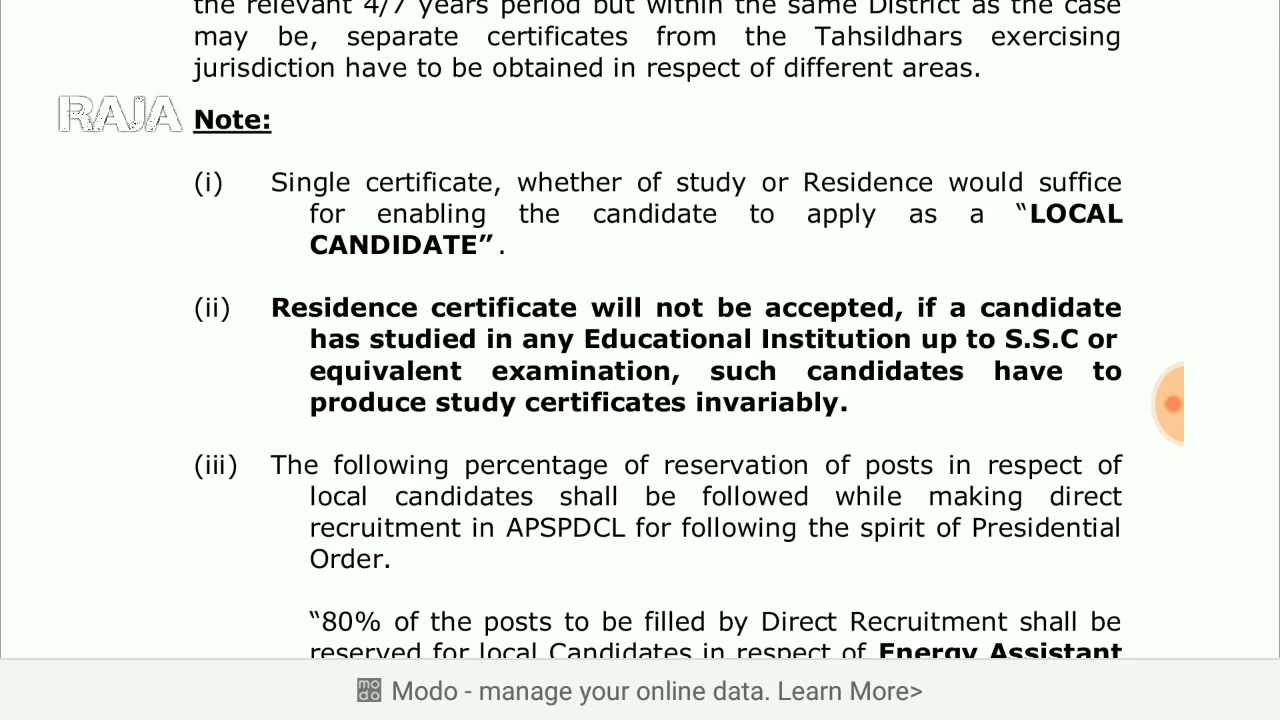 the relevant 4/7 years period but within the same District as the case
may be, separate certificates from the Tahsildhars exercising
jurisdiction have to be obtained in respect of different areas.
RAJA
Note:
(i) Single certificate, whether of study or Residence would suffice
for enabling the candidate to apply as a “LOCAL
CANDIDATE”.
(ii) Residence certificate will not be accepted, if a candidate
has studied in any Educational Institution up to S.S.C or
equivalent examination, such candidates have to
produce study certificates invariably.
(iii) The following percentage of reservation of posts in respect of
local candidates shall be followed while making direct
recruitment in APSPDCL for following the spirit of Presidential
Order.
“80% of the posts to be filled by Direct Recruitment shall be
reserved for local Candidates in respect of Energy Assistant
modo Modo - manage your online data. Learn More>